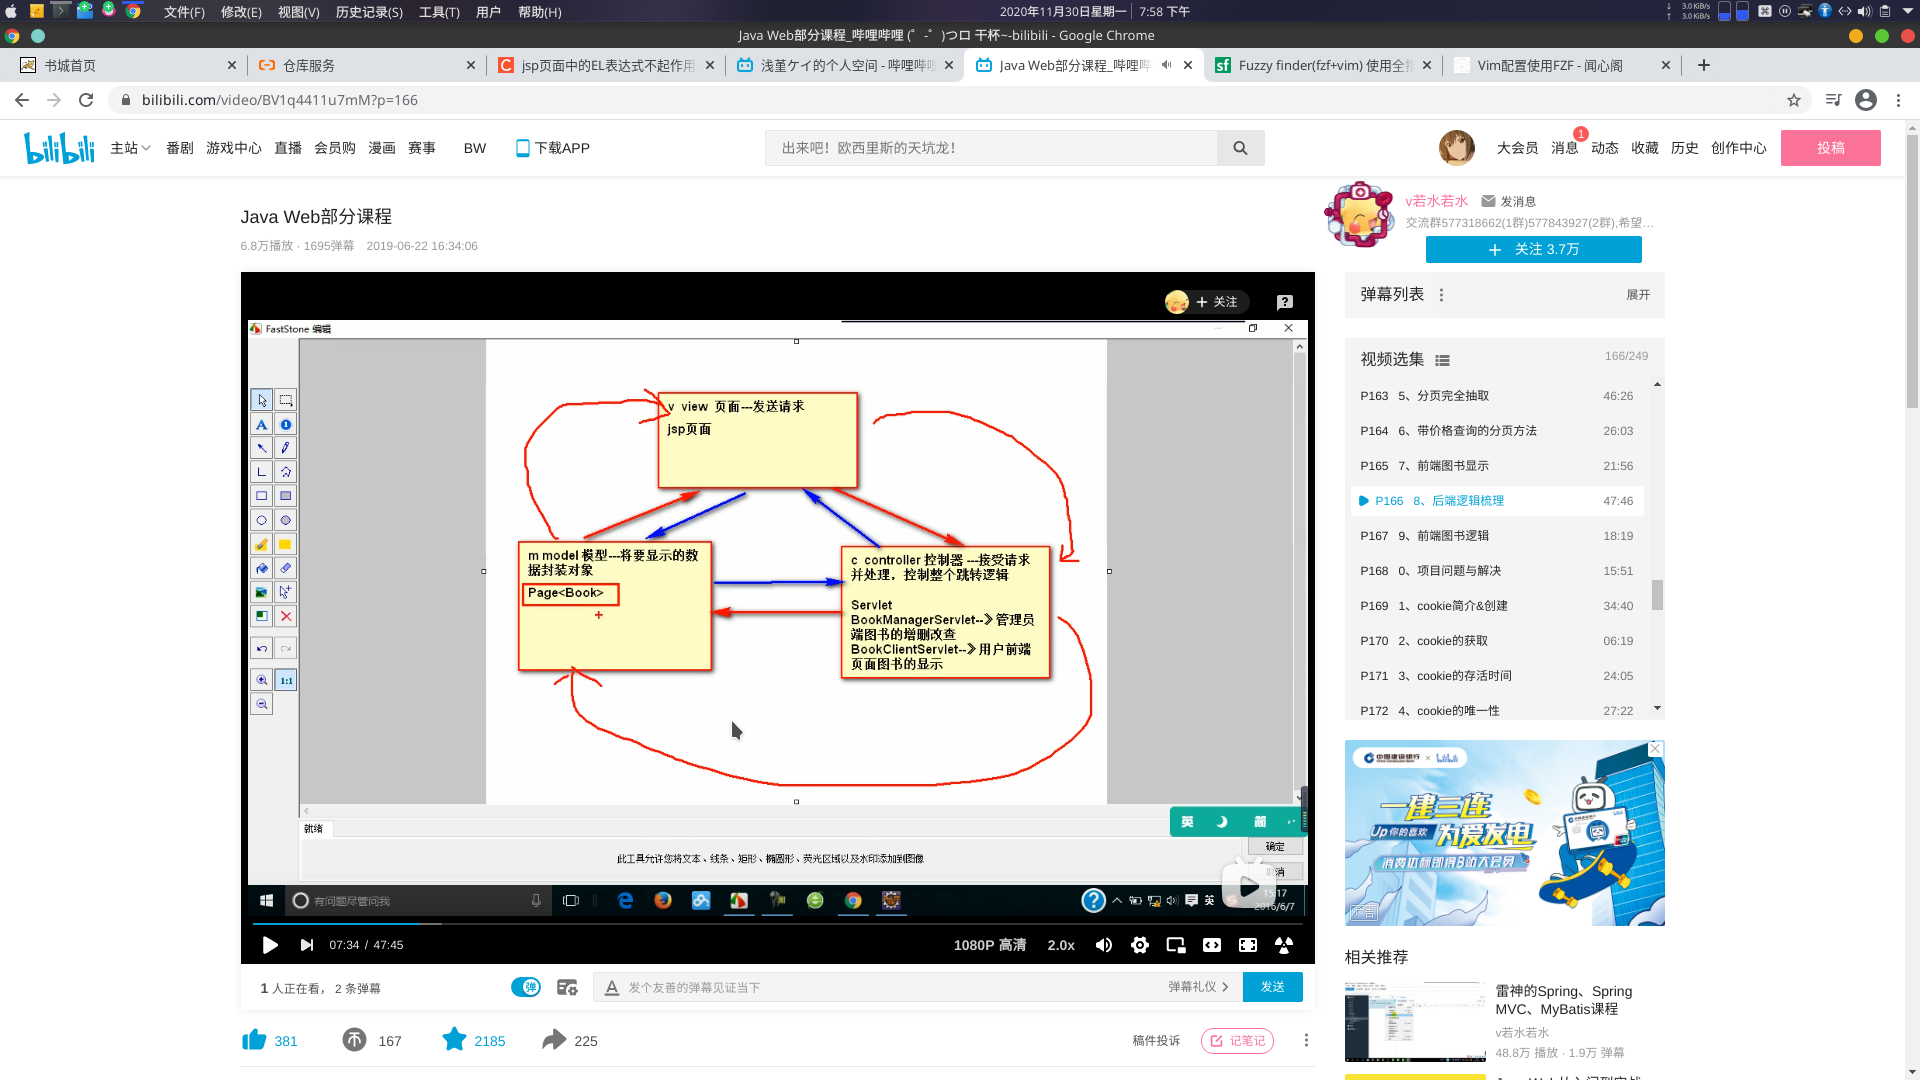 文件(F) 修改(E) 视图(V) 历史记录(S) 工具(T) 用户 帮助(H)
2020年11月30日星期一 7:58 下午
3.0 KiB/s
3.0 KiB/s
Java Web部分课程_哔哩哔哩 (゜-゜)つロ 干杯~-bilibili - Google Chrome
书城首页
仓库服务
jsp页面中的EL表达式不起作用
浅堇ケイ的个人空间 - 哔哩哔哩
Java Web部分课程_哔哩哔
Fuzzy finder(fzf+vim) 使用全指
Vim配置使用FZF - 闻心阁
bilibili.com/video/BV1q4411u7mM?p=166
bilibili
主站 番剧 游戏中心 直播 会员购 漫画 赛事 BW 下载APP
出来吧！欧西里斯的天坑龙！
大会员 消息 1 动态 收藏 历史 创作中心 投稿
Java Web部分课程
6.8万播放 · 1695弹幕 2019-06-22 16:34:06
v若水若水 发消息
交流群577318662(1群)577843927(2群),希望…
+ 关注 3.7万
+ 关注
FastStone 编辑
v view 页面---发送请求
jsp页面
m model 模型---将要显示的数
据封装对象
Page<Book>
c controller 控制器 ---接受请求
并处理，控制整个跳转逻辑
Servlet
BookManagerServlet--》管理员
端图书的增删改查
BookClientServlet--》用户前端
页面图书的显示
1:1
英 简
就绪
此工具允许您将文本、线条、矩形、椭圆形、荧光区域以及水印添加到图像
确定
取消
有问题尽管问我
英
15:17
2016/6/7
07:34 / 47:45
1080P 高清 2.0x
1 人正在看， 2 条弹幕
弹
发个友善的弹幕见证当下
弹幕礼仪
发送
381 167 2185 225
稿件投诉 记笔记
弹幕列表 展开
视频选集 166/249
P163 5、分页完全抽取 46:26
P164 6、带价格查询的分页方法 26:03
P165 7、前端图书显示 21:56
P166 8、后端逻辑梳理 47:46
P167 9、前端图书逻辑 18:19
P168 0、项目问题与解决 15:51
P169 1、cookie简介&创建 34:40
P170 2、cookie的获取 06:19
P171 3、cookie的存活时间 24:05
P172 4、cookie的唯一性 27:22
中国建设银行 × bilibili
China Construction Bank
一建三连
Up你的喜欢 为爱发电
消费达标即得B站大会员
广告
相关推荐
雷神的Spring、Spring
MVC、MyBatis课程
v若水若水
48.8万 播放 · 1.9万 弹幕